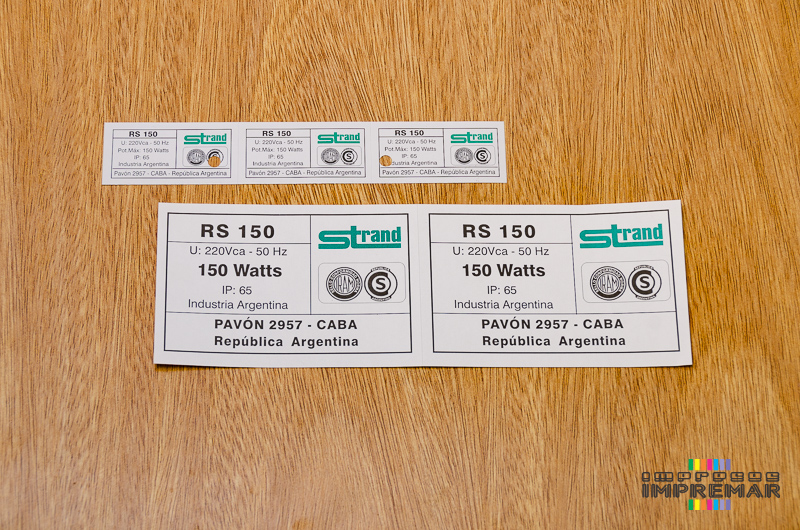 RS 150
Strand
U: 220Vca - 50 Hz
Pot.Máx: 150 Watts
IP: 65
Industria Argentina
Pavón 2957 - CABA - República Argentina
RS 150
Strand
U: 220Vca - 50 Hz
Pot.Máx: 150 Watts
IP: 65
Industria Argentina
Pavón 2957 - CABA - República Argentina
RS 150
Strand
U: 220Vca - 50 Hz
Pot.Máx: 150 Watts
IP: 65
Industria Argentina
Pavón 2957 - CABA - República Argentina
RS 150
Strand
U: 220Vca - 50 Hz
150 Watts
IP: 65
Industria Argentina
IRAM
S
PAVÓN 2957 - CABA
República Argentina
RS 150
Strand
U: 220Vca - 50 Hz
150 Watts
IP: 65
Industria Argentina
IRAM
S
PAVÓN 2957 - CABA
República Argentina
impresos
IMPREMAR